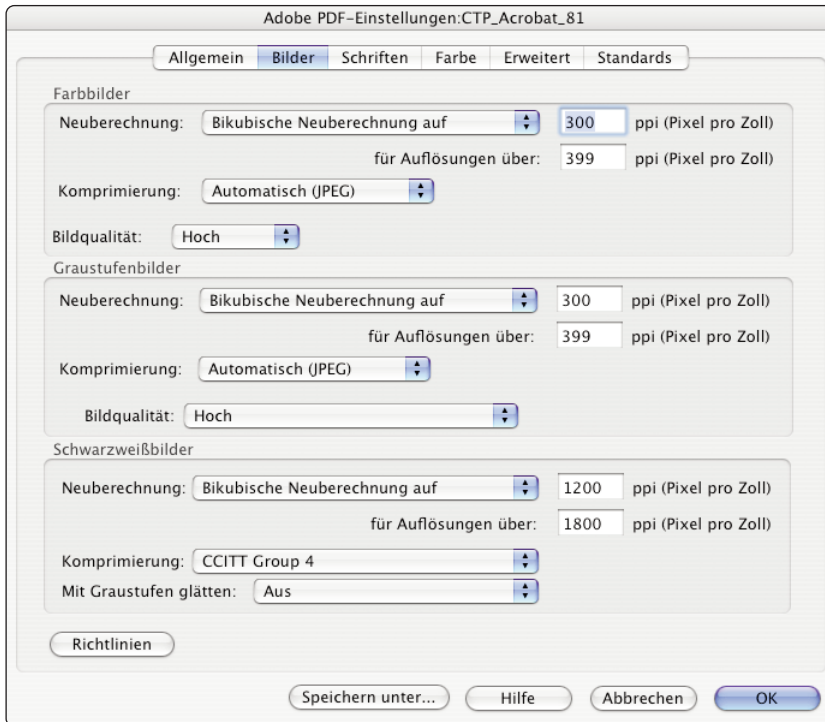 Adobe PDF-Einstellungen:CTP_Acrobat_81
Allgemein Bilder Schriften Farbe Erweitert Standards
Farbbilder
Neuberechnung: Bikubische Neuberechnung auf 300 ppi (Pixel pro Zoll)
für Auflösungen über: 399 ppi (Pixel pro Zoll)
Komprimierung: Automatisch (JPEG)
Bildqualität: Hoch
Graustufenbilder
Neuberechnung: Bikubische Neuberechnung auf 300 ppi (Pixel pro Zoll)
für Auflösungen über: 399 ppi (Pixel pro Zoll)
Komprimierung: Automatisch (JPEG)
Bildqualität: Hoch
Schwarzweißbilder
Neuberechnung: Bikubische Neuberechnung auf 1200 ppi (Pixel pro Zoll)
für Auflösungen über: 1800 ppi (Pixel pro Zoll)
Komprimierung: CCITT Group 4
Mit Graustufen glätten: Aus
Richtlinien
Speichern unter... Hilfe Abbrechen OK